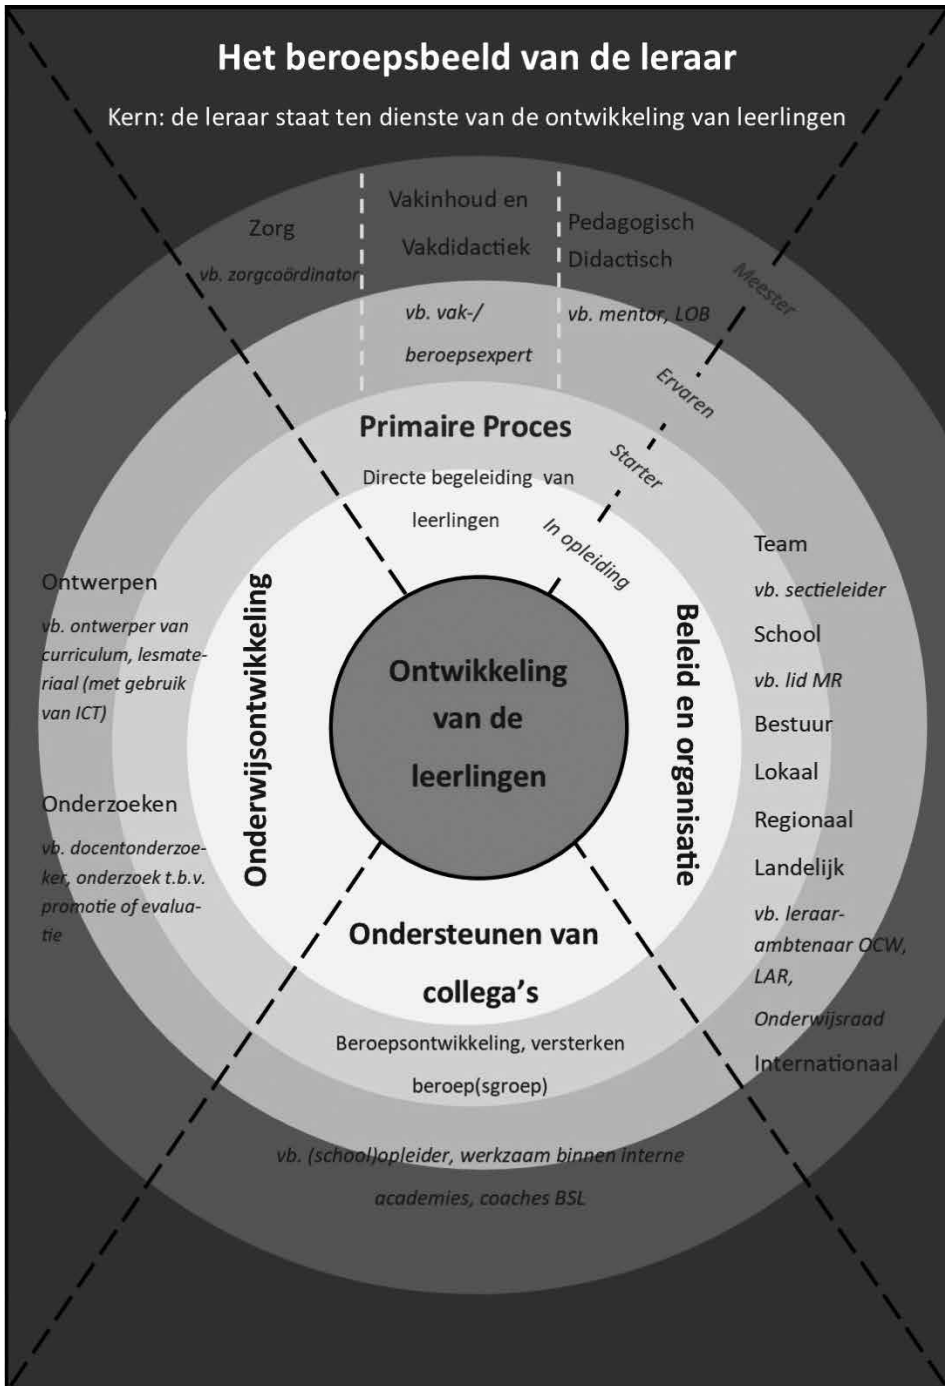 Het beroepsbeeld van de leraar
Kern: de leraar staat ten dienste van de ontwikkeling van leerlingen
Zorg
vb. zorgcoördinator
Vakinhoud en
Vakdidactiek
vb. vak-/
beroepsexpert
Pedagogisch
Didactisch
vb. mentor, LOB
Meester
Ervaren
Starter
In opleiding
Primaire Proces
Directe begeleiding van
leerlingen
Onderwijsontwikkeling
Ontwerpen
vb. ontwerper van
curriculum, lesmate-
riaal (met gebruik
van ICT)
Onderzoeken
vb. docentonderzoe-
ker, onderzoek t.b.v.
promotie of evalua-
tie
Ontwikkeling
van de
leerlingen
Beleid en organisatie
Team
vb. sectieleider
School
vb. lid MR
Bestuur
Lokaal
Regionaal
Landelijk
vb. leraar-
ambtenaar OCW,
LAR,
Onderwijsraad
Internationaal
Ondersteunen van
collega's
Beroepsontwikkeling, versterken
beroep(sgroep)
vb. (school)opleider, werkzaam binnen interne
academies, coaches BSL